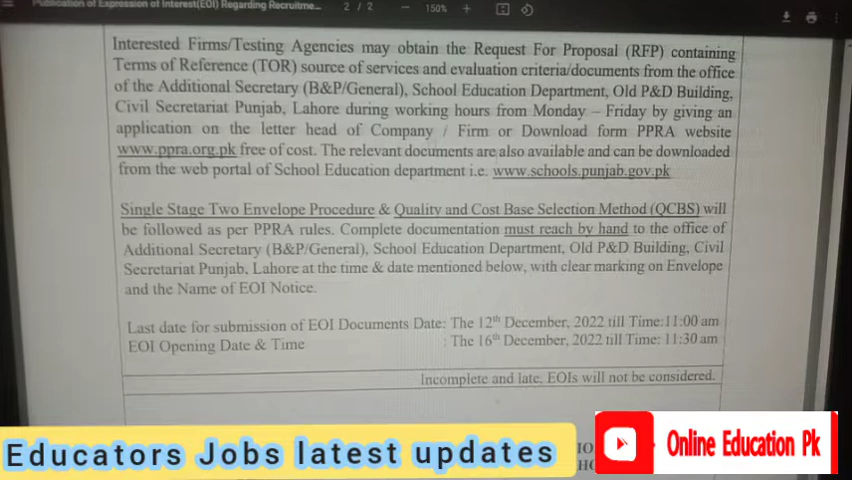 Publication of Expression of Interest(EOI) Regarding Recruitme... 2 / 2 — 150% +
Interested Firms/Testing Agencies may obtain the Request For Proposal (RFP) containing
Terms of Reference (TOR) source of services and evaluation criteria/documents from the office
of the Additional Secretary (B&P/General), School Education Department, Old P&D Building,
Civil Secretariat Punjab, Lahore during working hours from Monday – Friday by giving an
application on the letter head of Company / Firm or Download form PPRA website
www.ppra.org.pk free of cost. The relevant documents are also available and can be downloaded
from the web portal of School Education department i.e. www.schools.punjab.gov.pk
Single Stage Two Envelope Procedure & Quality and Cost Base Selection Method (QCBS) will
be followed as per PPRA rules. Complete documentation must reach by hand to the office of
Additional Secretary (B&P/General), School Education Department, Old P&D Building, Civil
Secretariat Punjab, Lahore at the time & date mentioned below, with clear marking on Envelope
and the Name of EOI Notice.
Last date for submission of EOI Documents Date: The 12th December, 2022 till Time:11:00 am
EOI Opening Date & Time : The 16th December, 2022 till Time: 11:30 am
Incomplete and late, EOIs will not be considered.
Educators Jobs latest updates
Online Education Pk